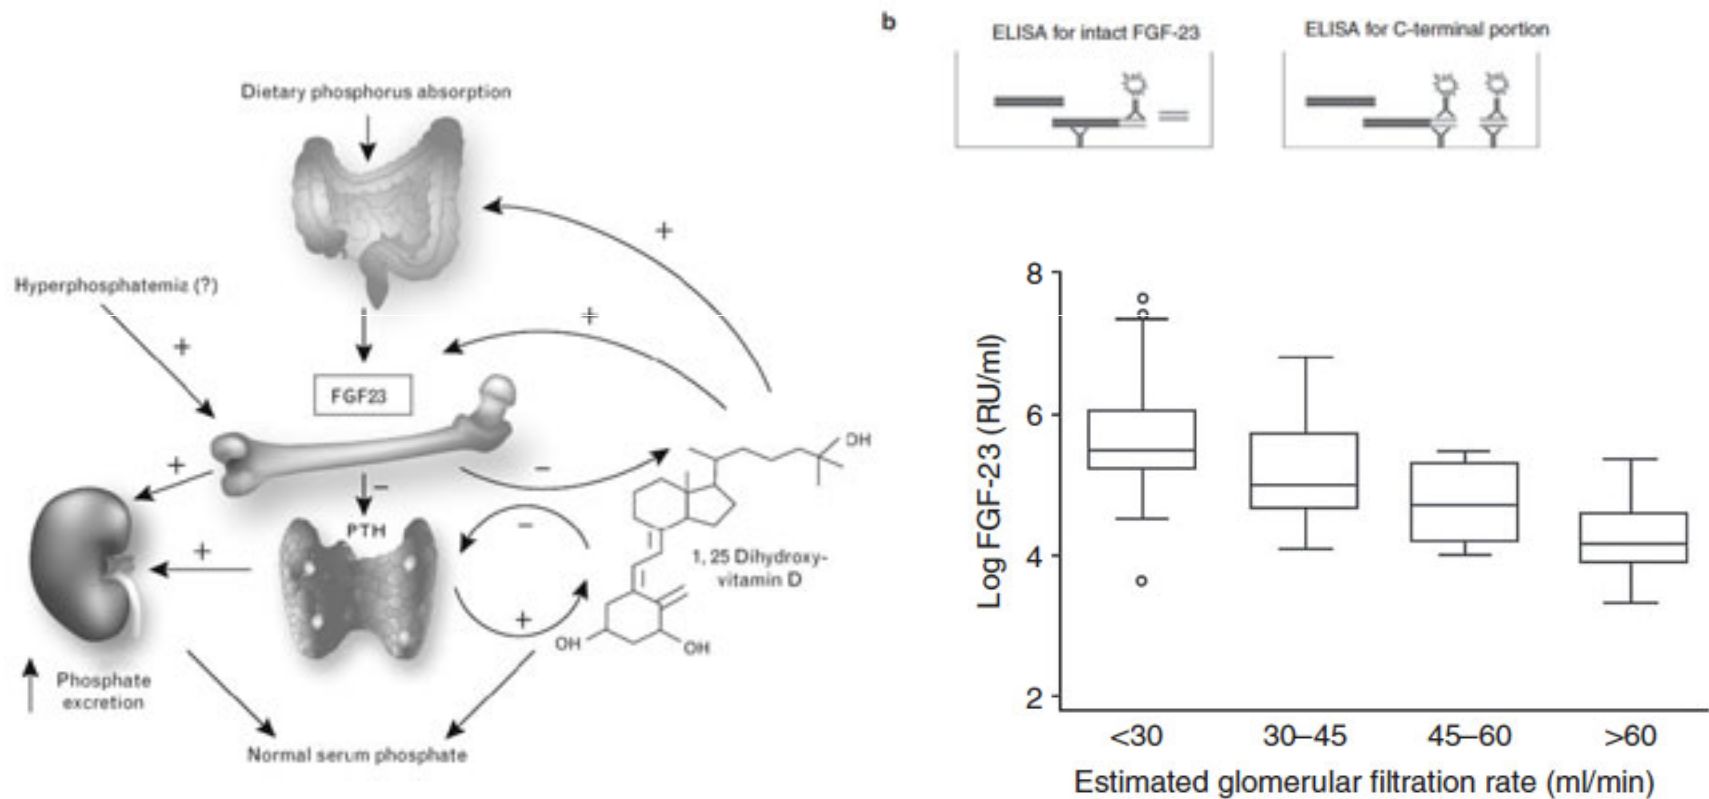 Dietary phosphorus absorption
+
Hyperphosphatemia (?)
+
+
FGF23
+
−
−
OH
PTH
+
−
1, 25 Dihydroxy-
vitamin D
+
OH
OH
Phosphate
excretion
Normal serum phosphate
b
ELISA for intact FGF-23
ELISA for C-terminal portion
Log FGF-23 (RU/ml)
8
6
4
2
<30
30–45
45–60
>60
Estimated glomerular filtration rate (ml/min)